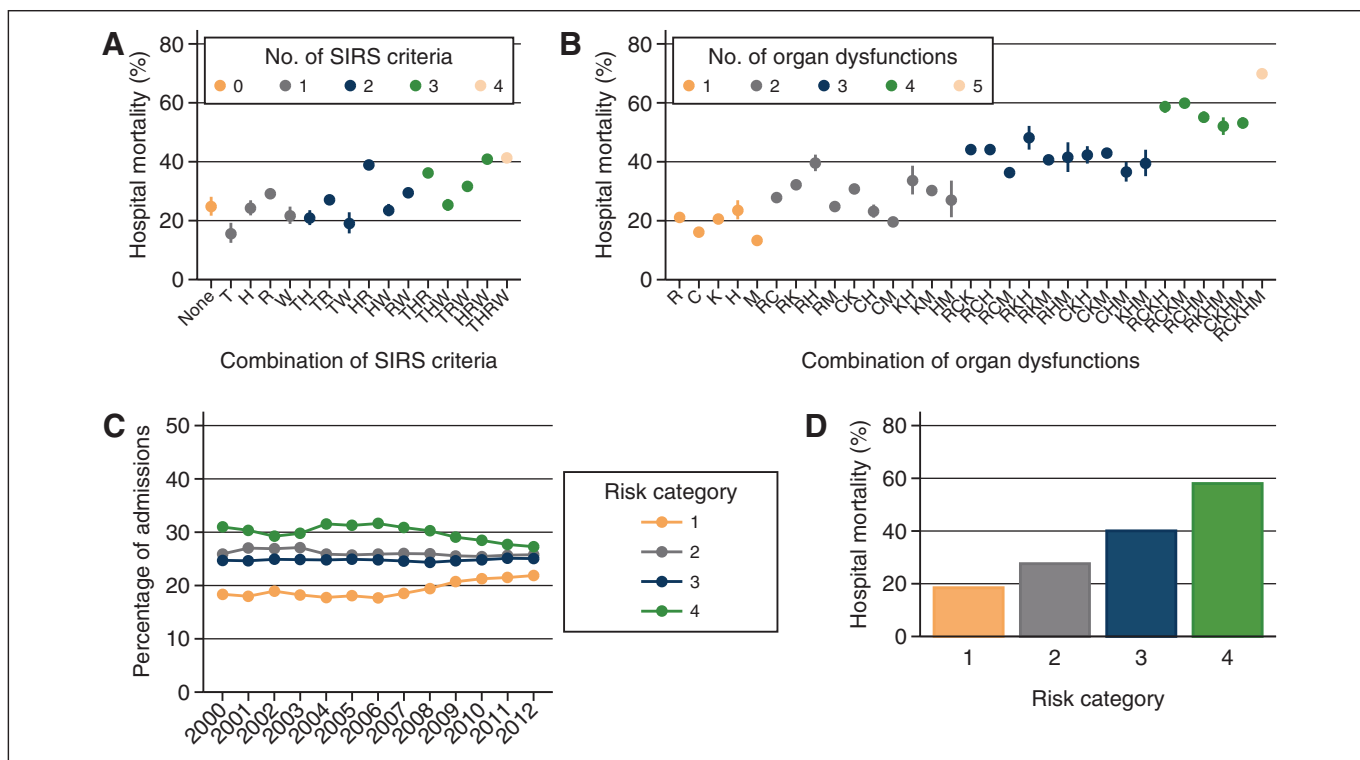 A
Hospital mortality (%)
80
60
40
20
0
No. of SIRS criteria
0 1 2 3 4
None T H R W TH TR TW HR HW RW THR THW TRW HRW THRW
Combination of SIRS criteria
B
Hospital mortality (%)
80
60
40
20
0
No. of organ dysfunctions
1 2 3 4 5
R C K H M RC RK RH RM CK CH CM KH KM HM RCK RCH RCM RKH RKM RHM CKH CKM CHM KHM RCKH RCKM RCHM RKHM CKHM RCKHM
Combination of organ dysfunctions
C
Percentage of admissions
50
40
30
20
10
0
2000 2001 2002 2003 2004 2005 2006 2007 2008 2009 2010 2011 2012
Risk category
1
2
3
4
D
Hospital mortality (%)
80
60
40
20
0
1 2 3 4
Risk category